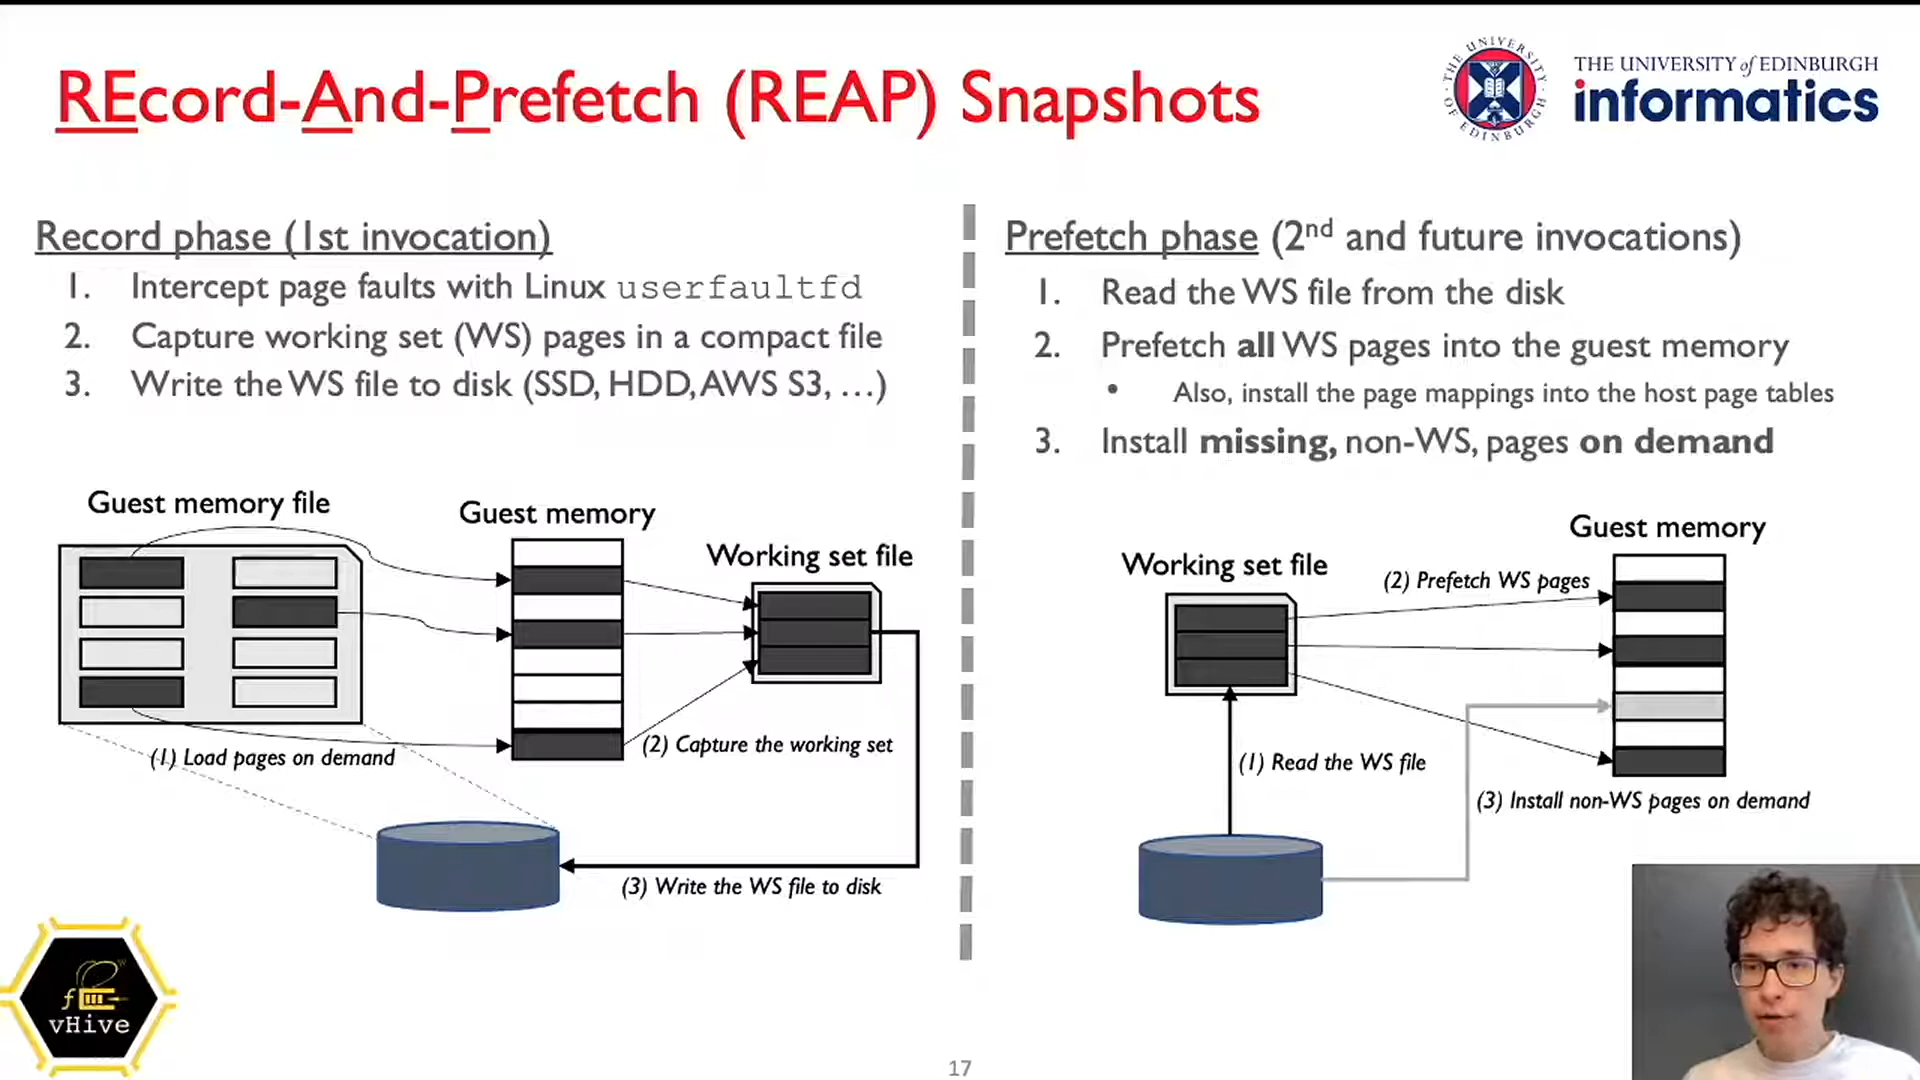 REcord-And-Prefetch (REAP) Snapshots
THE UNIVERSITY of EDINBURGH
informatics
THE UNIVERSITY OF EDINBURGH
Record phase (1st invocation)
1. Intercept page faults with Linux userfaultfd
2. Capture working set (WS) pages in a compact file
3. Write the WS file to disk (SSD, HDD, AWS S3, …)
Prefetch phase (2nd and future invocations)
1. Read the WS file from the disk
2. Prefetch all WS pages into the guest memory
• Also, install the page mappings into the host page tables
3. Install missing, non-WS, pages on demand
Guest memory file
Guest memory
Working set file
(1) Load pages on demand
(2) Capture the working set
(3) Write the WS file to disk
Working set file
Guest memory
(2) Prefetch WS pages
(1) Read the WS file
(3) Install non-WS pages on demand
vHive
17